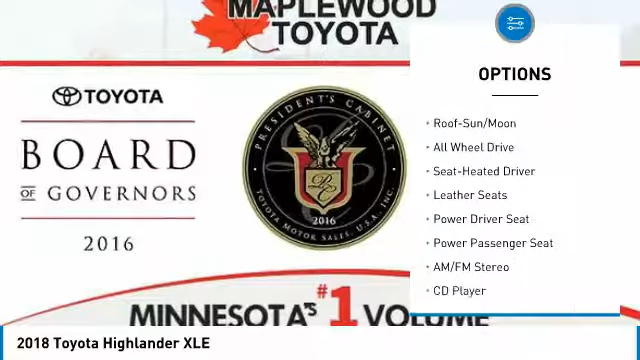 MAPLEWOOD
TOYOTA
TOYOTA
BOARD
OF GOVERNORS
2016
PRESIDENT'S CABINET
PC
2016
TOYOTA MOTOR SALES, U.S.A., INC.
MINNESOTA'S #1 VOLUME
OPTIONS
• Roof-Sun/Moon
• All Wheel Drive
• Seat-Heated Driver
• Leather Seats
• Power Driver Seat
• Power Passenger Seat
• AM/FM Stereo
• CD Player
2018 Toyota Highlander XLE